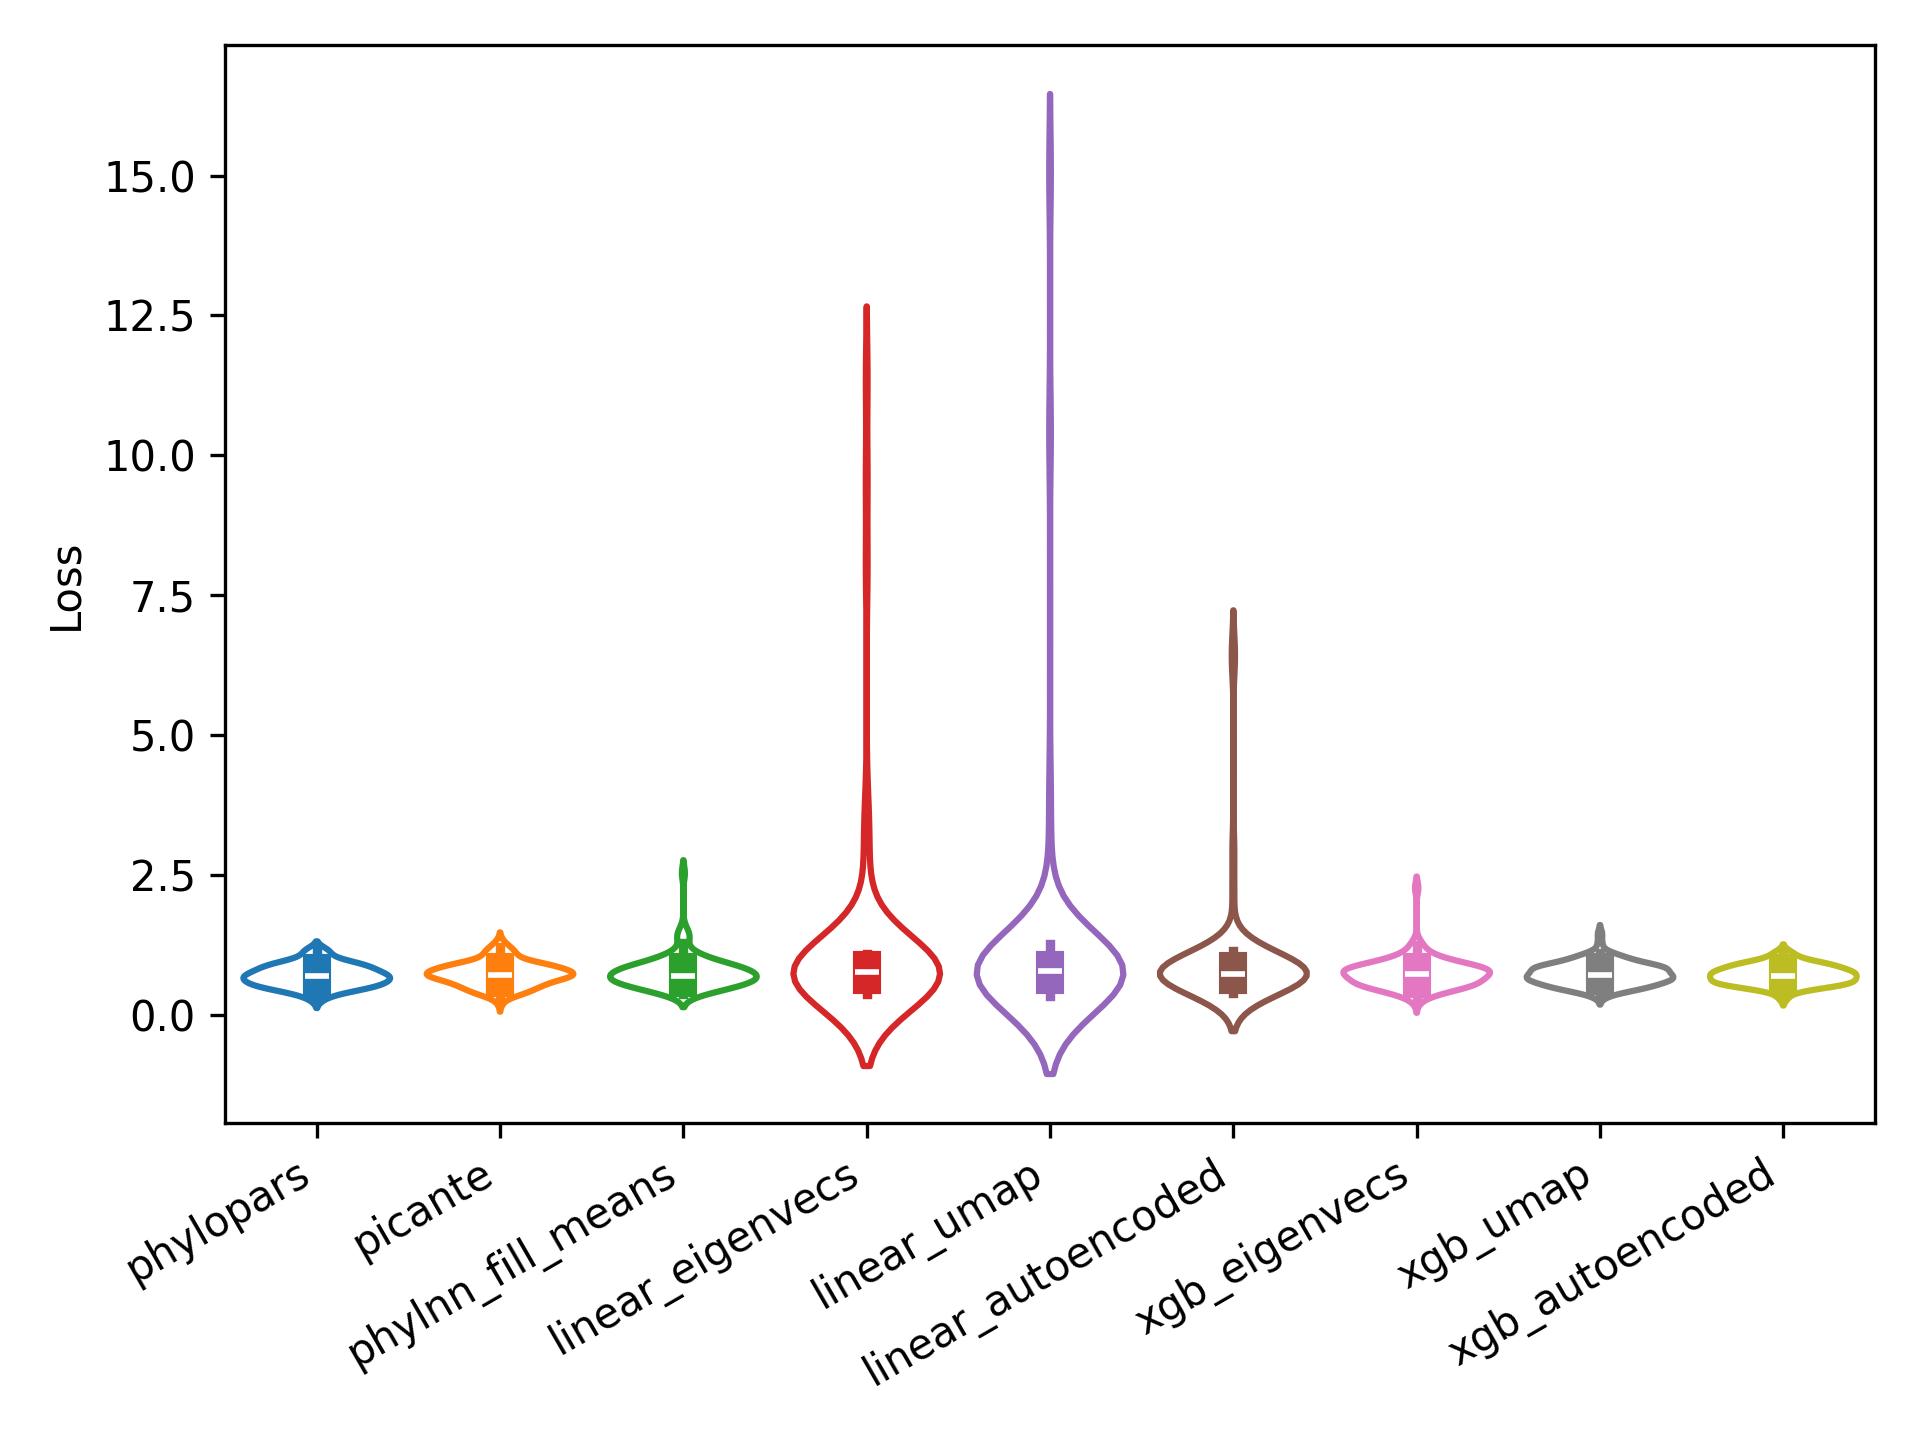 15.0
12.5
10.0
7.5
5.0
2.5
0.0
Loss
phylopars
picante
phylnn_fill_means
linear_eigenvecs
linear_umap
linear_autoencoded
xgb_eigenvecs
xgb_umap
xgb_autoencoded